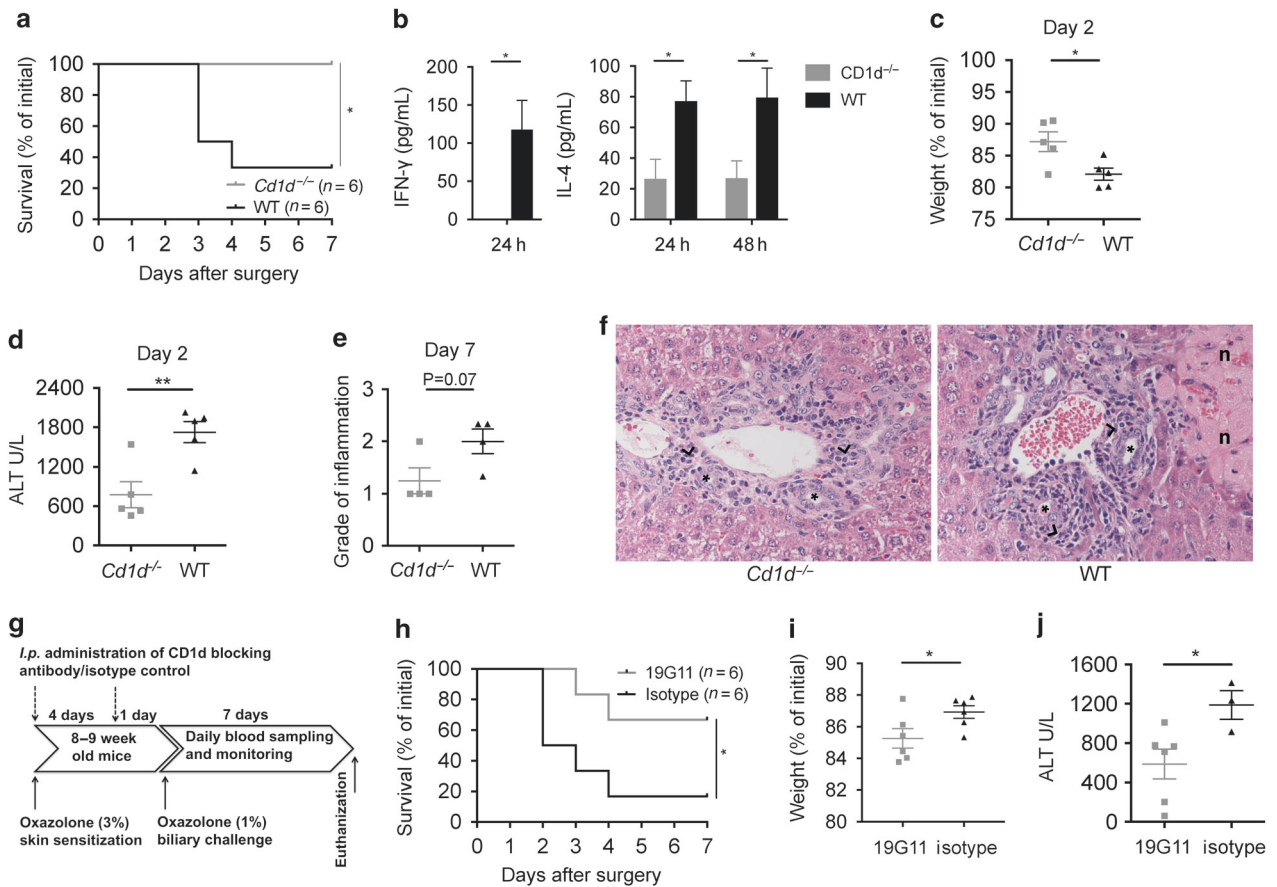 a
Survival (% of initial)
100
80
60
40
20
0
0 1 2 3 4 5 6 7
Days after surgery
Cd1d–/– (n = 6)
WT (n = 6)
*
b
IFN-γ (pg/mL)
200
150
100
50
0
*
24 h
IL-4 (pg/mL)
100
80
60
40
20
0
* *
24 h 48 h
CD1d–/–
WT
c
Day 2
*
Weight (% of initial)
100
95
90
85
80
75
Cd1d–/– WT
d
Day 2
**
ALT U/L
2400
1800
1200
600
0
Cd1d–/– WT
e
Day 7
P=0.07
Grade of inflammation
3
2
1
0
Cd1d–/– WT
f
* *
Cd1d–/–
n
n
*
*
WT
g
I.p. administration of CD1d blocking
antibody/isotype control
4 days 1 day 7 days
8–9 week
old mice
Daily blood sampling
and monitoring
Oxazolone (3%)
skin sensitization
Oxazolone (1%)
biliary challenge
Euthanization
h
Survival (% of initial)
100
80
60
40
20
0
0 1 2 3 4 5 6 7
Days after surgery
19G11 (n = 6)
Isotype (n = 6)
*
i
*
Weight (% of initial)
90
88
86
84
82
80
19G11 isotype
j
*
ALT U/L
1600
1200
800
400
0
19G11 isotype